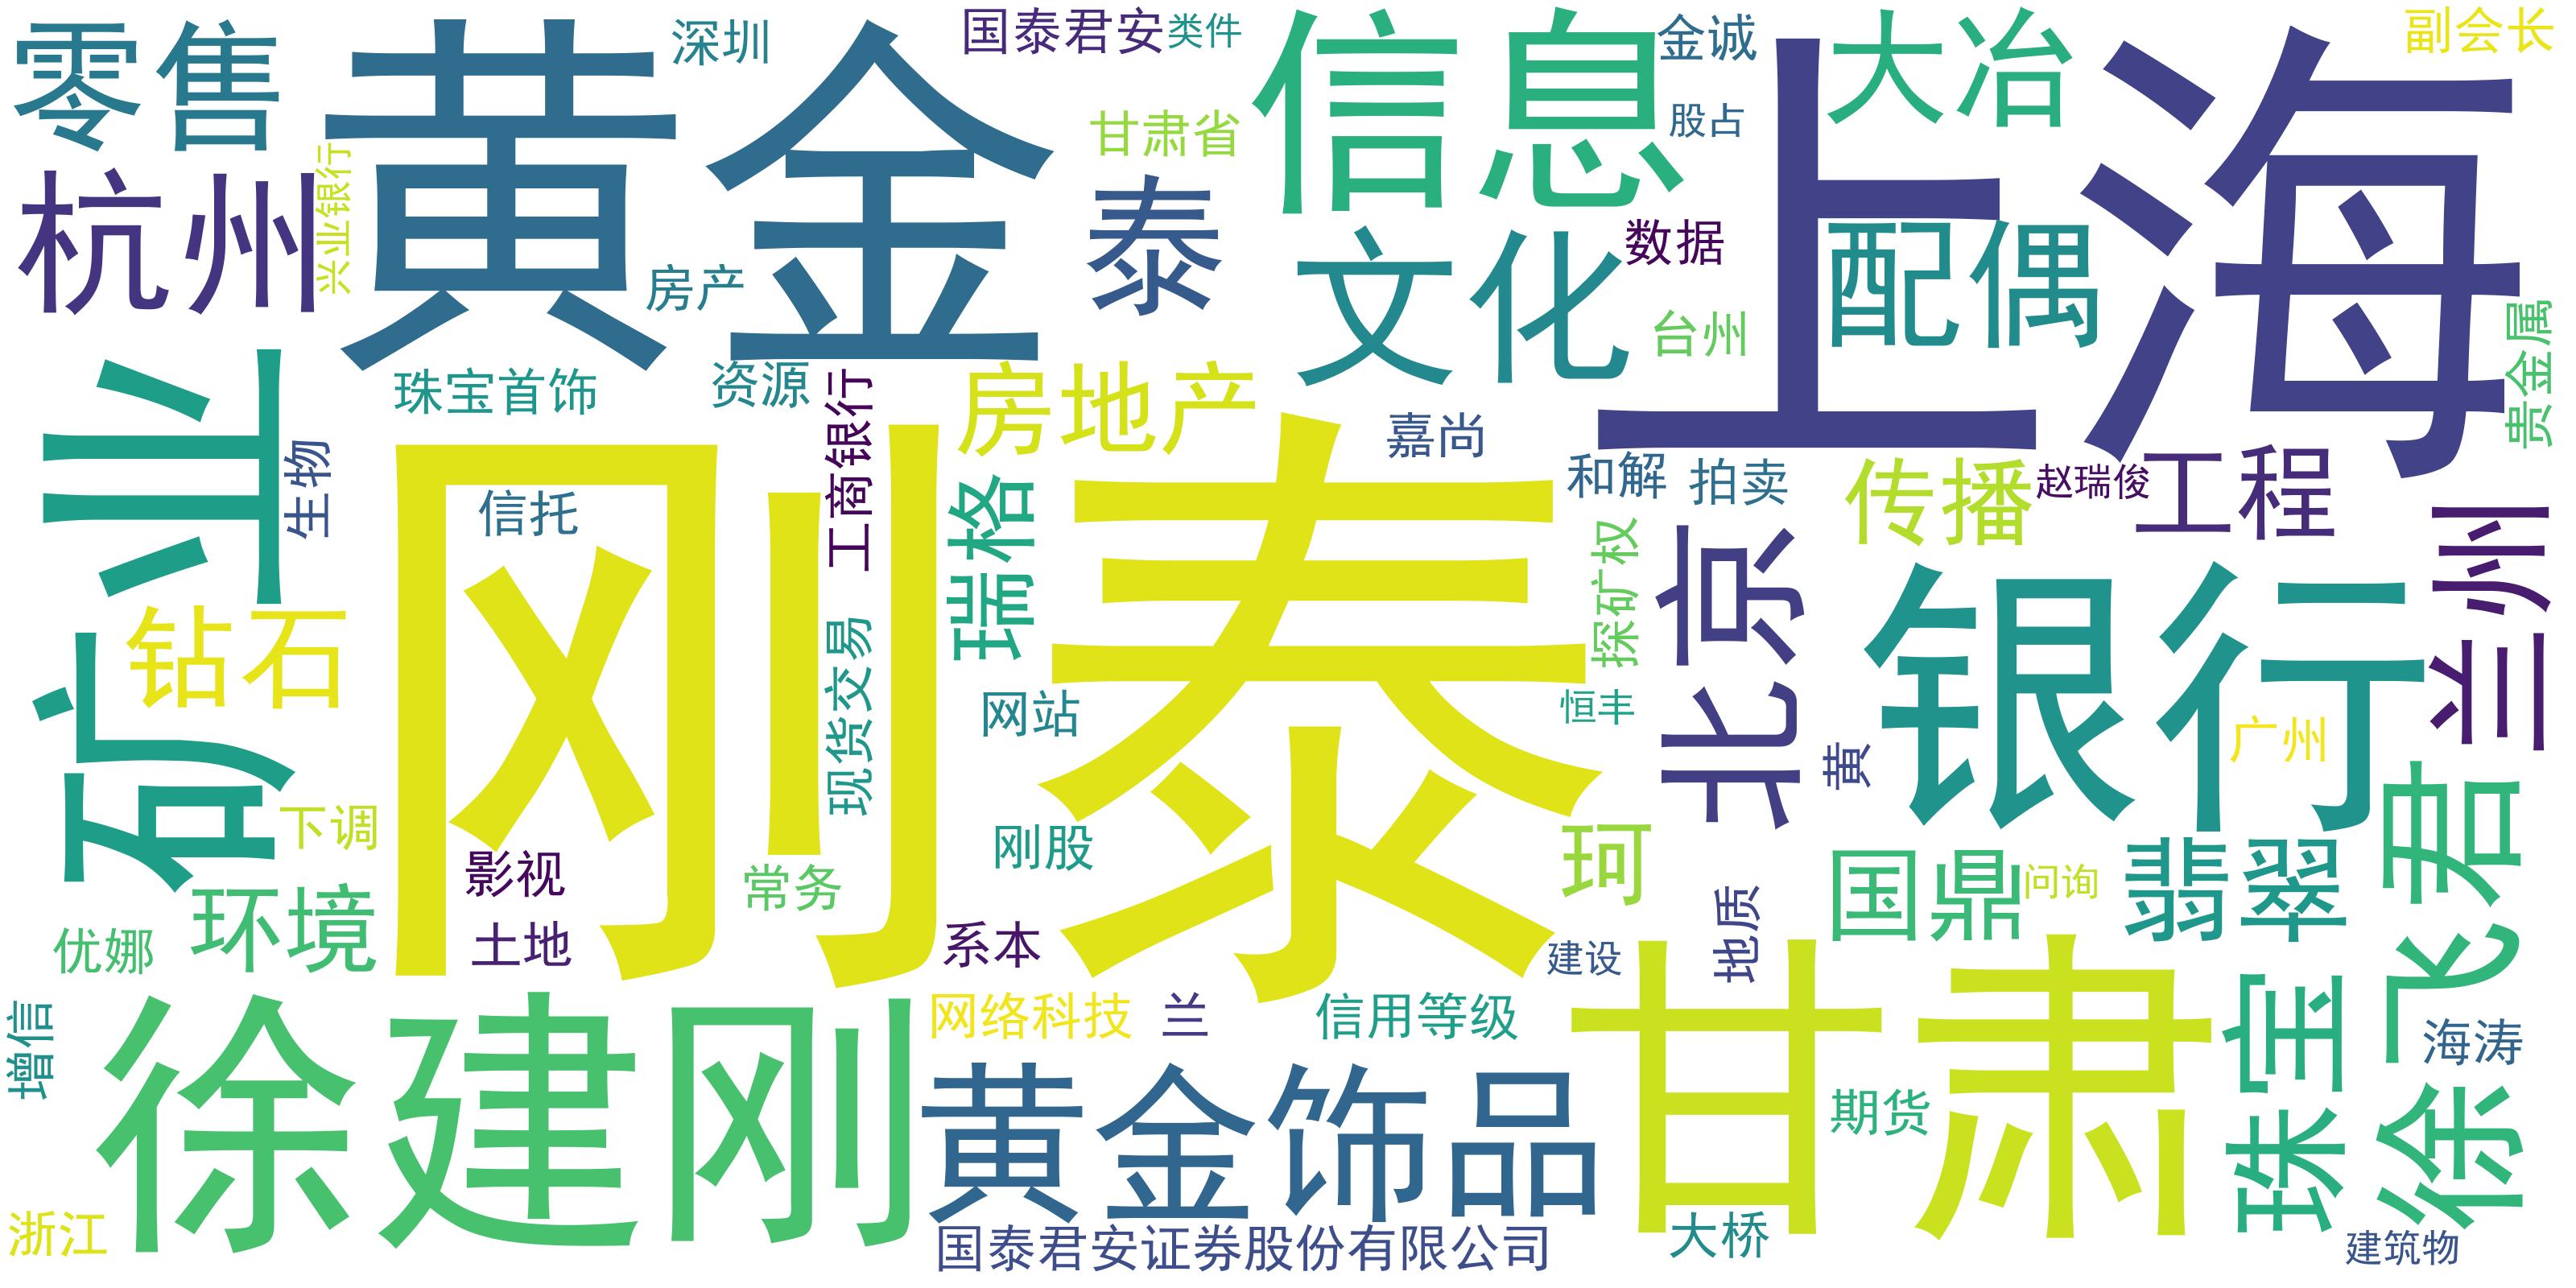 零售
黄金
深圳
国泰君安
类件
信息
金诚
上海
大冶
副会长
股占
甘肃省
杭州
兴业银行
泰
文化
数据
配偶
房产
台州
贵金属
矿业
珠宝首饰
资源
工商银行
房地产
嘉尚
和解
拍卖
传播
赵瑞俊
工程
生物
信托
刚泰
瑞格
探矿权
北京
银行
兰州
钻石
现货交易
网站
恒丰
黄
广州
下调
影视
常务
刚股
珂
国鼎
问询
翡翠
徐飞君
环境
优娜
土地
系本
建设
地质
甘肃
增信
徐建刚
网络科技
兰
信用等级
珠宝
海涛
黄金饰品
期货
浙江
国泰君安证券股份有限公司
大桥
建筑物